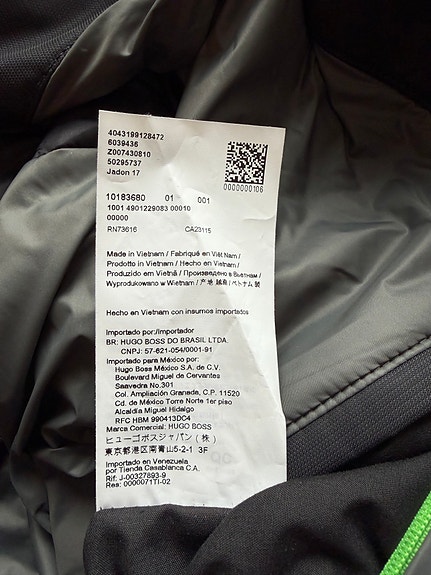 4043199128472
6039436
Z007430810
50295737
Jadon 17
0000000106
10183680 01 001
1001 4901229083 00010
00000
RN73616 CA23115
Made in Vietnam / Fabriqué en Viêt Nam /
Prodotto in Vietnam / Hecho en Vietnam /
Produzido em Vietnã / Произведено в Вьетнам /
Wyprodukowano w Wietnam / 产地 越南/ベトナム製
Hecho en Vietnam con insumos importados
Importado por:/Importador
BR: HUGO BOSS DO BRASIL LTDA.
CNPJ: 57-621-054/0001-91
Importado para México por:
Hugo Boss México S.A. de C.V.
Boulevard Miguel de Cervantes
Saavedra No.301
Col. Ampliación Granada, C.P. 11520
Cd. de México Torre Norte 1er piso
Alcaldía Miguel Hidalgo
RFC HBM 990413DC4
Marca Comercial: HUGO BOSS
ヒューゴボスジャパン（株）
東京都港区南青山5-2-1 3F
Importado en Venezuela
por Tienda Casablanca C.A.
Rif: J-00327893-9
Res: 0000071TI-02